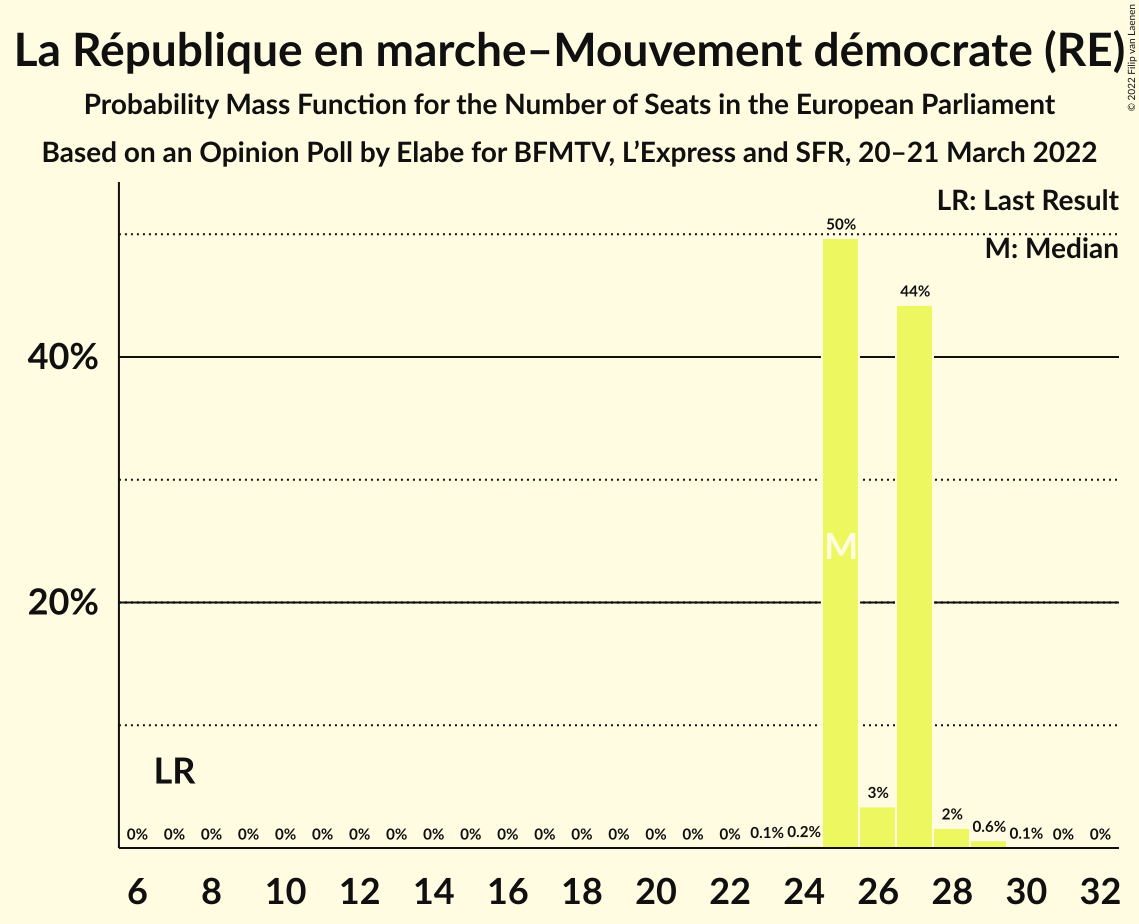 La République en marche–Mouvement démocrate (RE)
© 2022 Filip van Laenen
Probability Mass Function for the Number of Seats in the European Parliament
Based on an Opinion Poll by Elabe for BFMTV, L’Express and SFR, 20–21 March 2022
LR: Last Result
M: Median
50%
44%
40%
M
20%
LR
3%
2%
0% 0% 0% 0% 0% 0% 0% 0% 0% 0% 0% 0% 0% 0% 0% 0% 0% 0.1% 0.2% 0.6% 0.1% 0% 0%
6 8 10 12 14 16 18 20 22 24 26 28 30 32